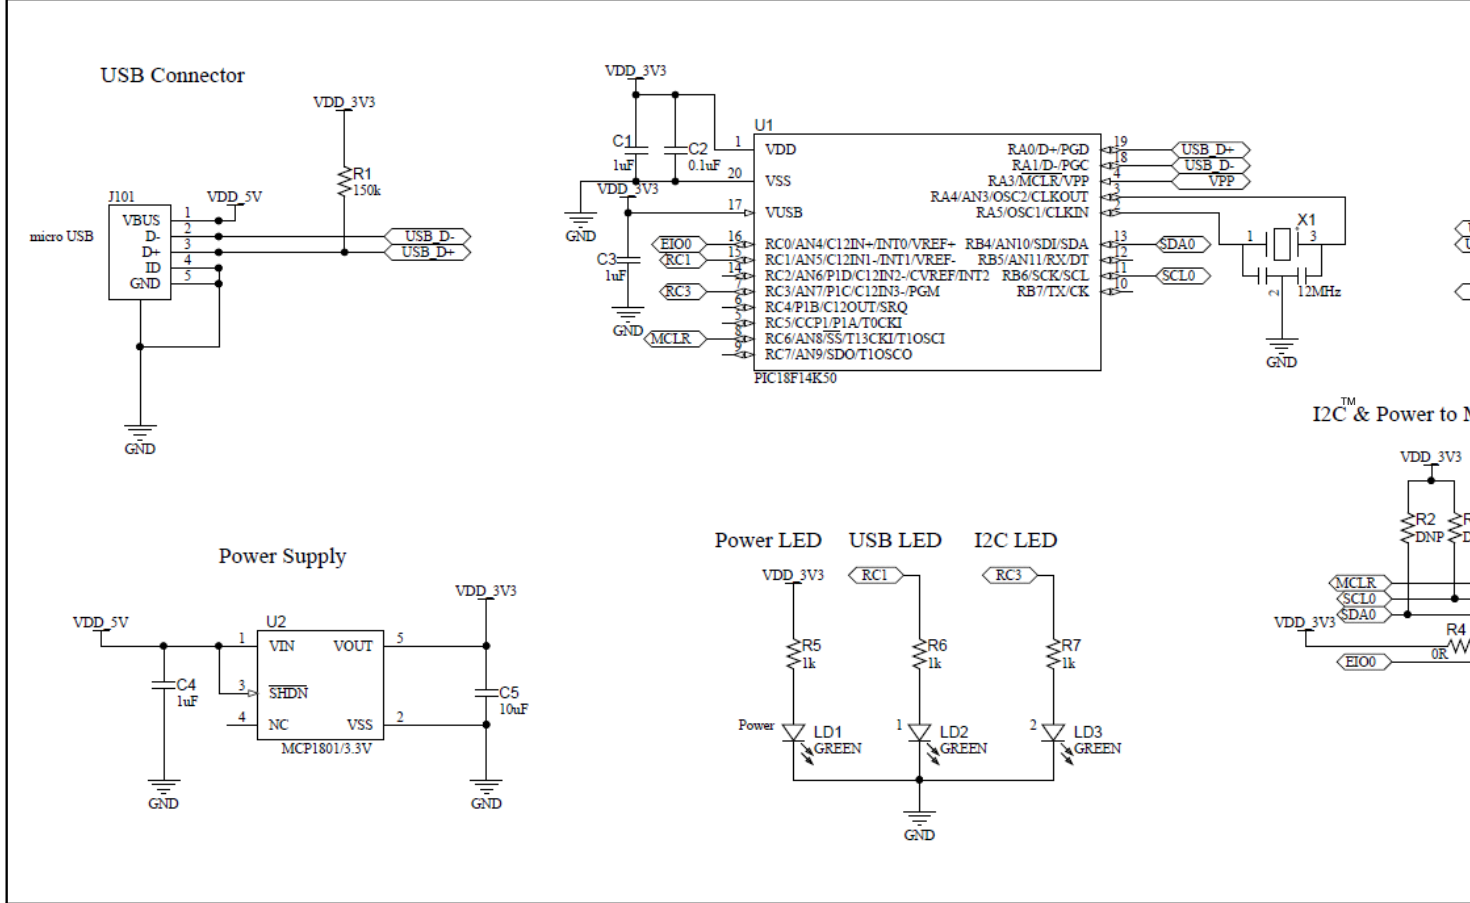 USB Connector
VDD_3V3
R1
150k
J101
VDD_5V
micro USB
VBUS 1
D- 2
D+ 3
ID 4
GND 5
USB_D-
USB_D+
GND
VDD_3V3
C1
1uF
C2
0.1uF
GND
VDD_3V3
C3
1uF
GND
U1
1 VDD
20 VSS
17 VUSB
EIO0 16 RC0/AN4/C12IN+/INT0/VREF+
RC1 15 RC1/AN5/C12IN1-/INT1/VREF-
14 RC2/AN6/P1D/C12IN2-/CVREF/INT2
RC3 7 RC3/AN7/P1C/C12IN3-/PGM
6 RC4/P1B/C12OUT/SRQ
5 RC5/CCP1/P1A/T0CKI
MCLR 8 RC6/AN8/SS/T13CKI/T1OSCI
9 RC7/AN9/SDO/T1OSCO
RA0/D+/PGD 19 USB_D+
RA1/D-/PGC 18 USB_D-
RA3/MCLR/VPP 4 VPP
RA4/AN3/OSC2/CLKOUT 3
RA5/OSC1/CLKIN 2
RB4/AN10/SDI/SDA 13 SDA0
RB5/AN11/RX/DT 12
RB6/SCK/SCL 11 SCL0
RB7/TX/CK 10
PIC18F14K50
X1
1 3
2
12MHz
GND
I2C™ & Power to
VDD_3V3
R2
DNP
MCLR
SCL0
SDA0
VDD_3V3
R4
0R
EIO0
Power Supply
VDD_5V
VDD_3V3
U2
1 VIN VOUT 5
3 SHDN
4 NC VSS 2
MCP1801/3.3V
C4
1uF
C5
10uF
GND
GND
Power LED USB LED I2C LED
VDD_3V3 RC1 RC3
R5 R6 R7
1k 1k 1k
Power LD1 1 LD2 2 LD3
GREEN GREEN GREEN
GND